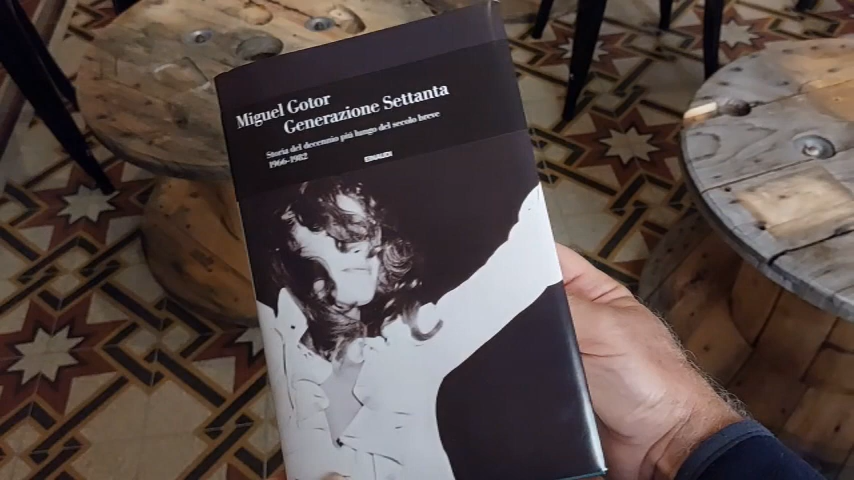 Miguel Gotor
Generazione Settanta
Storia del decennio più lungo del secolo breve
1966-1982
EINAUDI